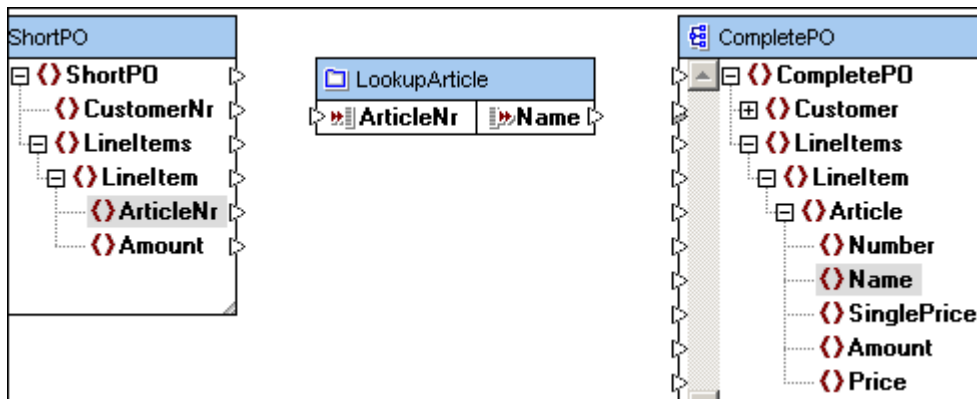 ShortPO
ShortPO
CustomerNr
LineItems
LineItem
ArticleNr
Amount
LookupArticle
ArticleNr
Name
CompletePO
CompletePO
Customer
LineItems
LineItem
Article
Number
Name
SinglePrice
Amount
Price